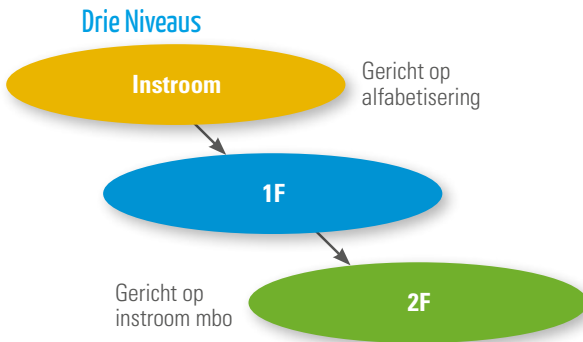 Drie Niveaus
Instroom
Gericht op
alfabetisering
1F
Gericht op
instroom mbo
2F